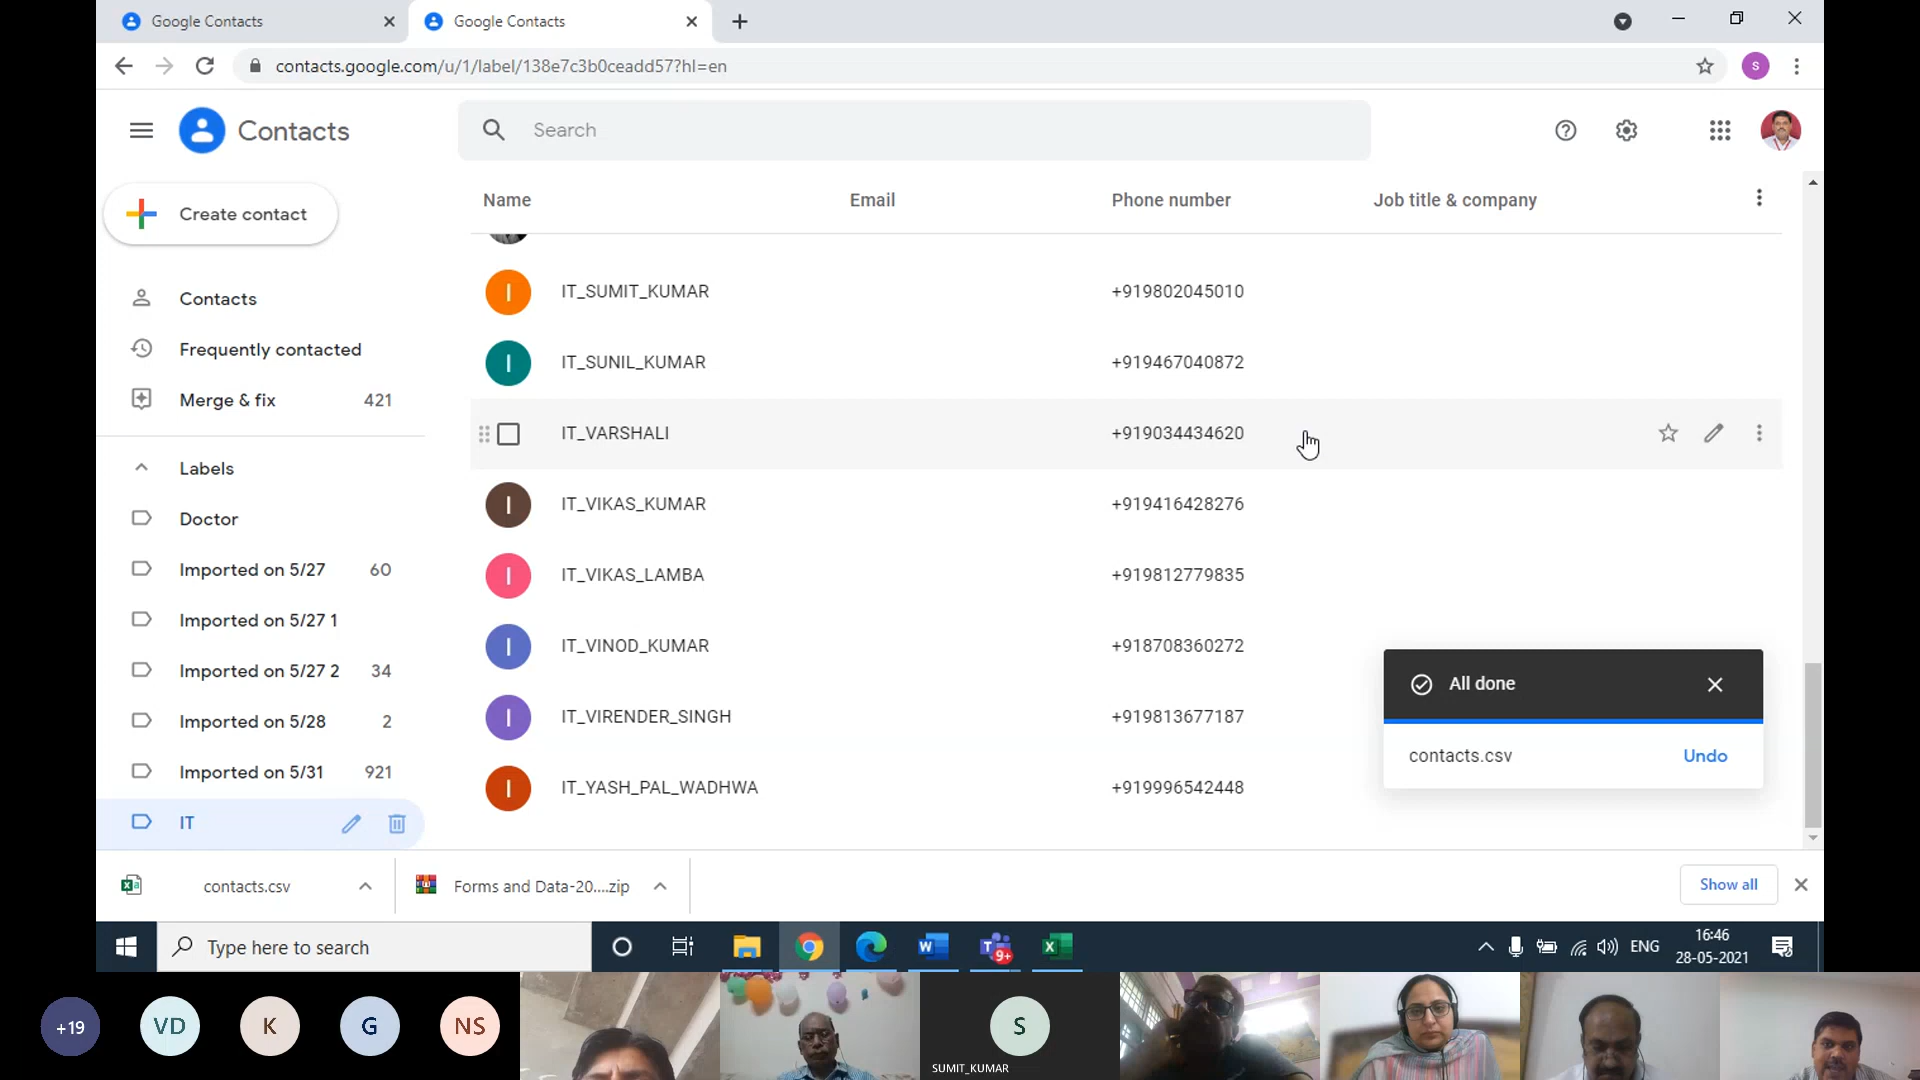 Google Contacts
Google Contacts
contacts.google.com/u/1/label/138e7c3b0ceadd57?hl=en
S
Contacts
Search
Create contact
Name Email Phone number Job title & company
Contacts
Frequently contacted
Merge & fix 421
Labels
Doctor
Imported on 5/27 60
Imported on 5/27 1
Imported on 5/27 2 34
Imported on 5/28 2
Imported on 5/31 921
IT
I IT_SUMIT_KUMAR +919802045010
I IT_SUNIL_KUMAR +919467040872
IT_VARSHALI +919034434620
I IT_VIKAS_KUMAR +919416428276
I IT_VIKAS_LAMBA +919812779835
I IT_VINOD_KUMAR +918708360272
I IT_VIRENDER_SINGH +919813677187
I IT_YASH_PAL_WADHWA +919996542448
All done
contacts.csv Undo
contacts.csv
Forms and Data-20....zip
Show all
Type here to search
9+
ENG
16:46
28-05-2021
+19
VD
K
G
NS
S
SUMIT_KUMAR